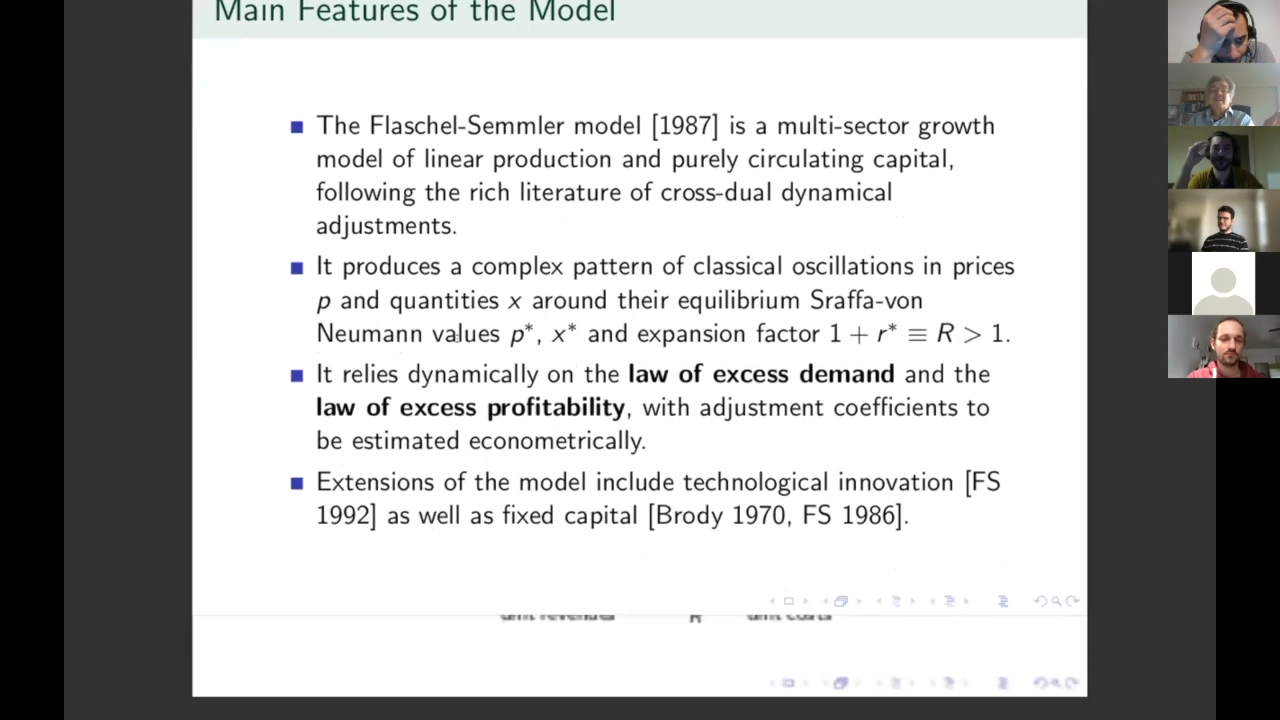 Main Features of the Model
■ The Flaschel-Semmler model [1987] is a multi-sector growth
model of linear production and purely circulating capital,
following the rich literature of cross-dual dynamical
adjustments.
■ It produces a complex pattern of classical oscillations in prices
p and quantities x around their equilibrium Sraffa-von
Neumann values p*, x* and expansion factor 1 + r* ≡ R > 1.
■ It relies dynamically on the law of excess demand and the
law of excess profitability, with adjustment coefficients to
be estimated econometrically.
■ Extensions of the model include technological innovation [FS
1992] as well as fixed capital [Brody 1970, FS 1986].